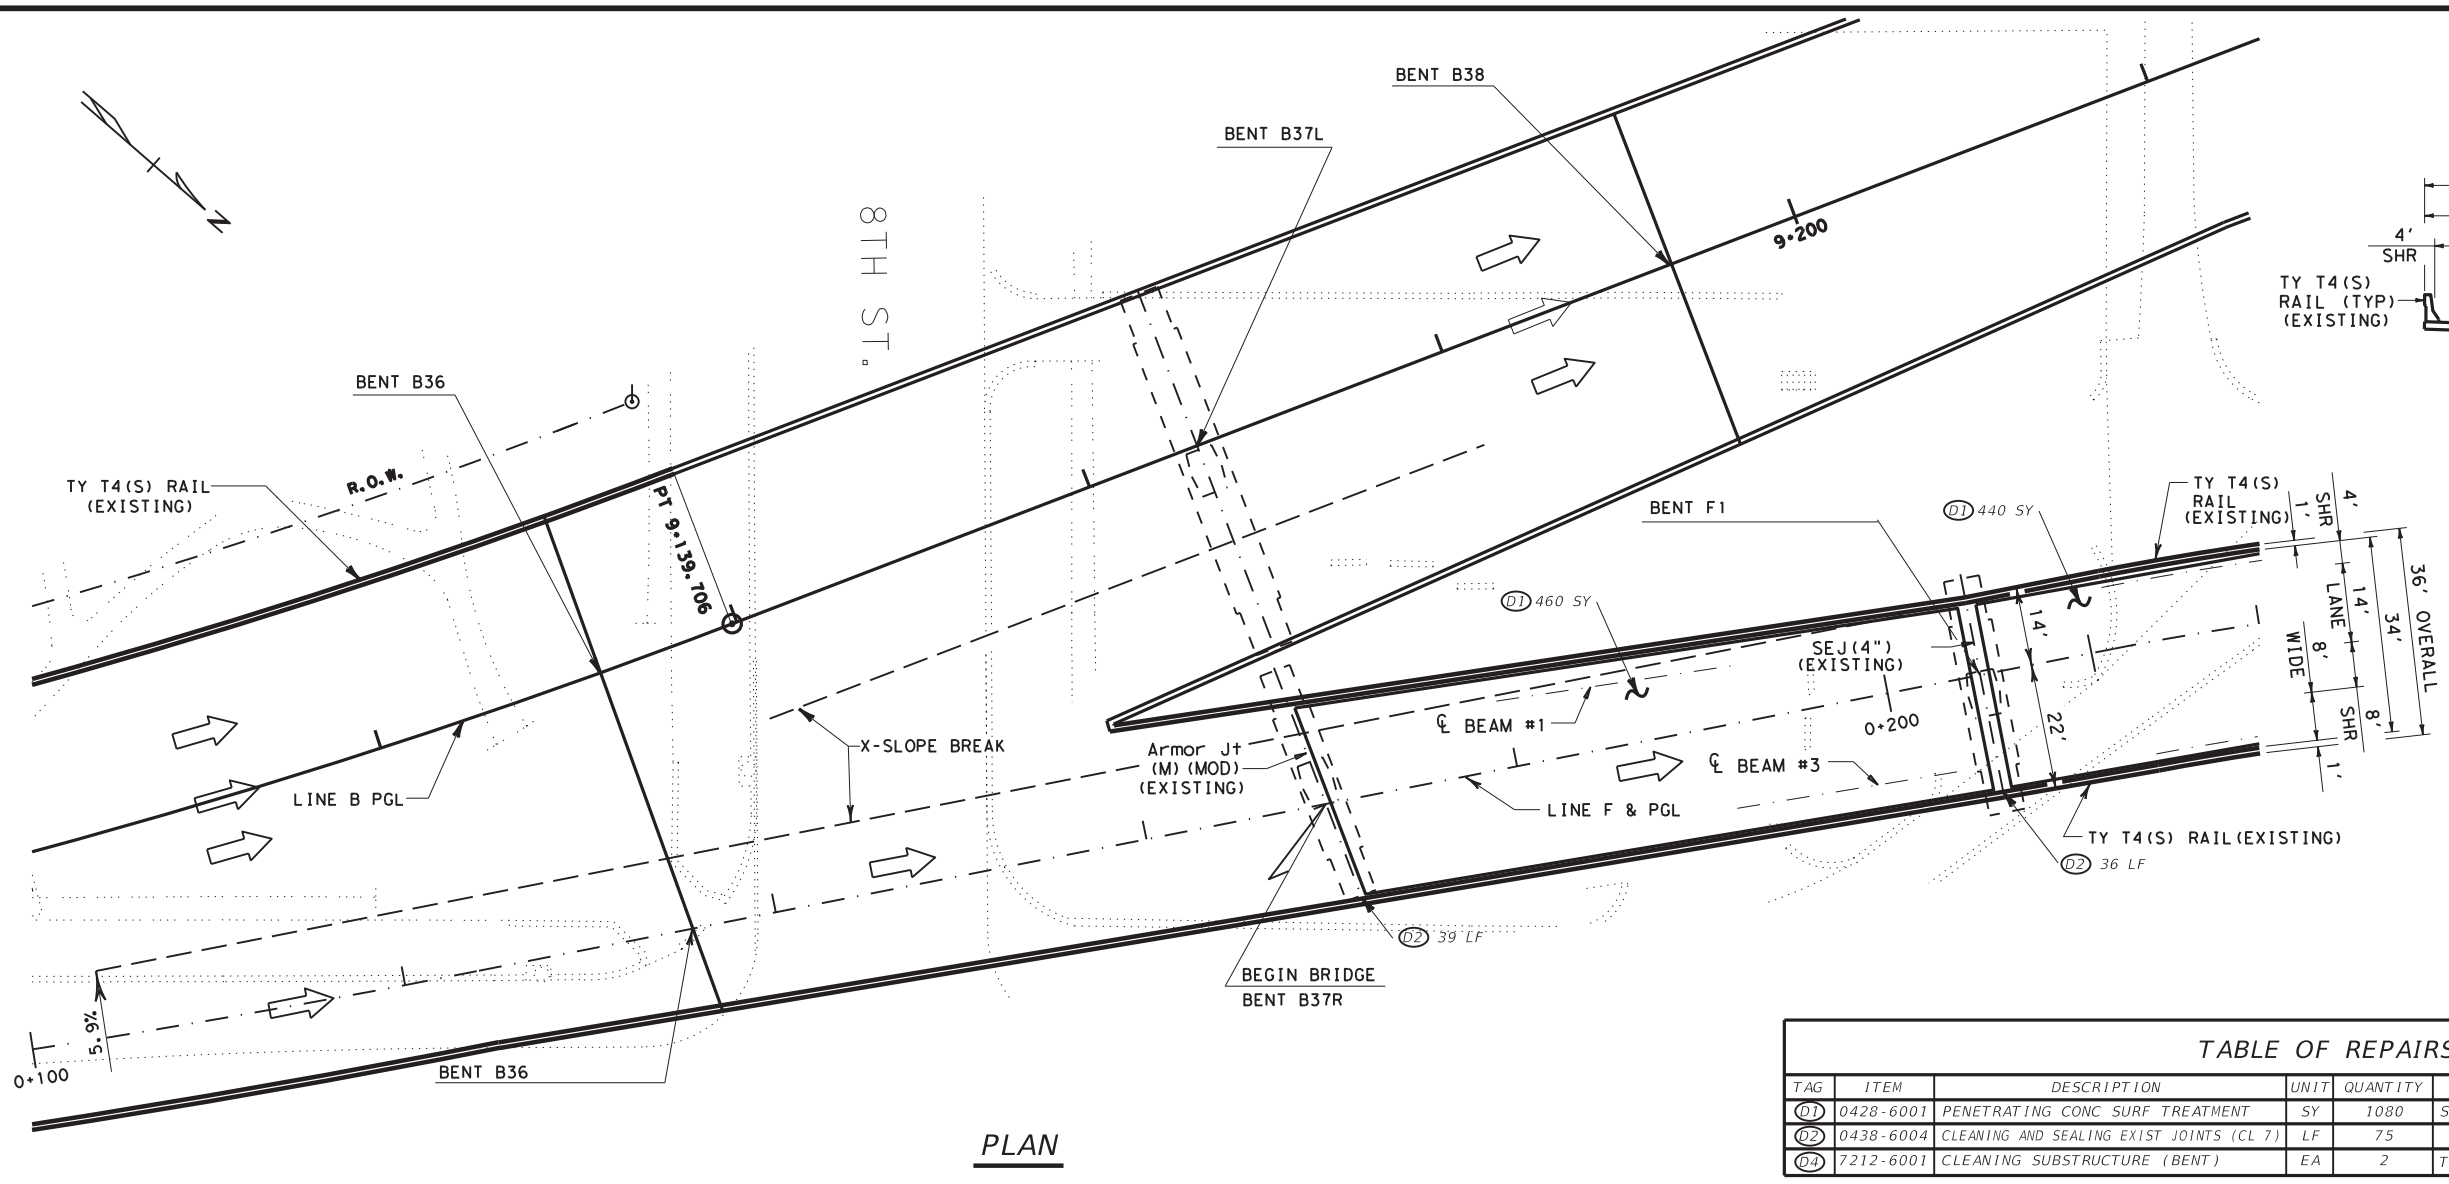 BENT B38
BENT B37L
N
8TH ST.
9+200
4'
SHR
TY T4(S)
RAIL (TYP)
(EXISTING)
BENT B36
R.O.W.
TY T4(S) RAIL
(EXISTING)
PT 9+139.706
BENT F1
D1 440 SY
TY T4(S)
RAIL
(EXISTING)
1'
SHR
4'
D1 460 SY
SEJ(4")
(EXISTING)
14'
22'
LANE
14'
WIDE
8'
34'
36' OVERALL
SHR
8'
1'
℄ BEAM #1
0+200
℄ BEAM #3
X-SLOPE BREAK
Armor Jt
(M)(MOD)
(EXISTING)
LINE B PGL
LINE F & PGL
TY T4(S) RAIL(EXISTING)
D2 36 LF
D2 39 LF
BEGIN BRIDGE
BENT B37R
5.9%
0+100
BENT B36
PLAN
TABLE OF REPAIRS
TAG ITEM DESCRIPTION UNIT QUANTITY
D1 0428-6001 PENETRATING CONC SURF TREATMENT SY 1080 S
D2 0438-6004 CLEANING AND SEALING EXIST JOINTS (CL 7) LF 75
D4 7212-6001 CLEANING SUBSTRUCTURE (BENT) EA 2 T